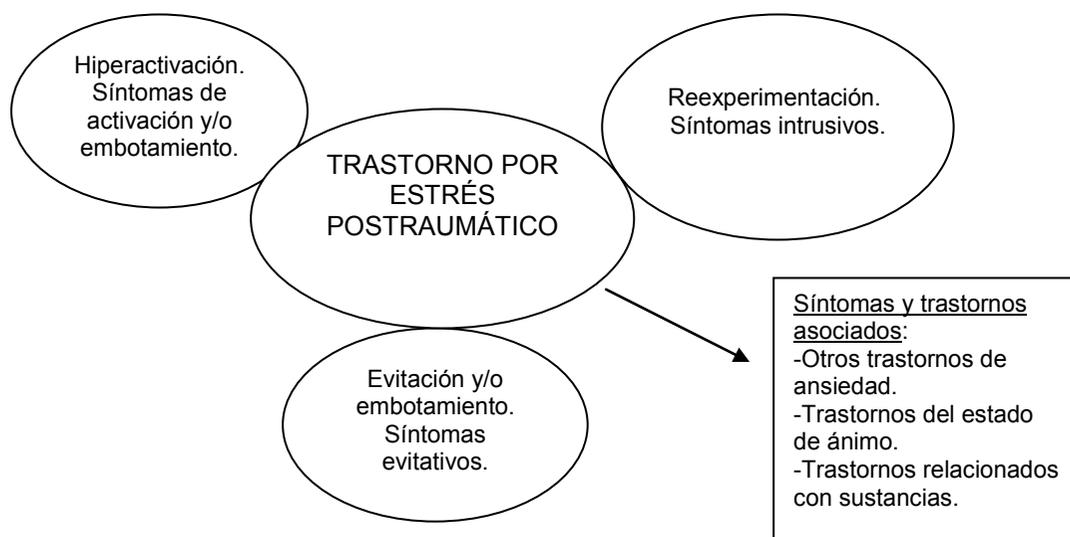 Hiperactivación.
Síntomas de
activación y/o
embotamiento.
Reexperimentación.
Síntomas intrusivos.
TRASTORNO POR
ESTRÉS
POSTRAUMÁTICO
Evitación y/o
embotamiento.
Síntomas
evitativos.
Síntomas y trastornos
asociados:
-Otros trastornos de
ansiedad.
-Trastornos del estado
de ánimo.
-Trastornos relacionados
con sustancias.